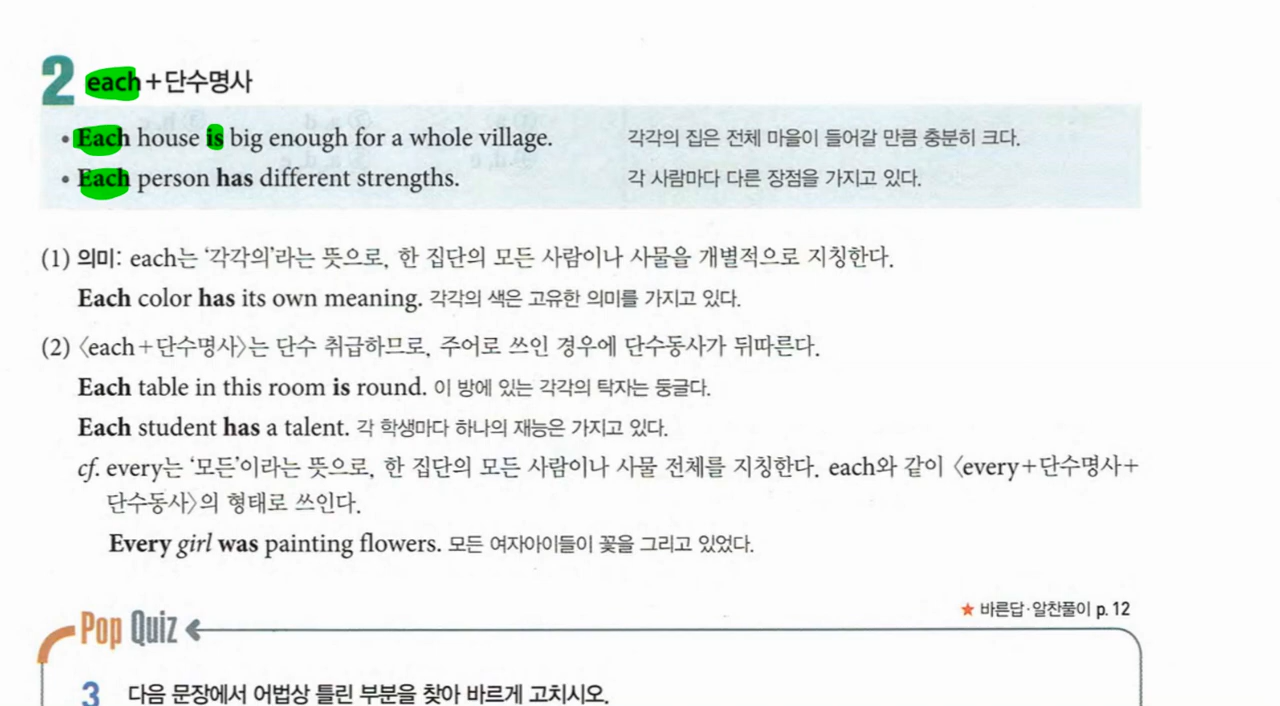 2 each+단수명사
• Each house is big enough for a whole village. 각각의 집은 전체 마을이 들어갈 만큼 충분히 크다.
• Each person has different strengths. 각 사람마다 다른 장점을 가지고 있다.
(1) 의미: each는 ‘각각의’라는 뜻으로, 한 집단의 모든 사람이나 사물을 개별적으로 지칭한다.
Each color has its own meaning. 각각의 색은 고유한 의미를 가지고 있다.
(2) 〈each+단수명사〉는 단수 취급하므로, 주어로 쓰인 경우에 단수동사가 뒤따른다.
Each table in this room is round. 이 방에 있는 각각의 탁자는 둥글다.
Each student has a talent. 각 학생마다 하나의 재능은 가지고 있다.
cf. every는 ‘모든’이라는 뜻으로, 한 집단의 모든 사람이나 사물 전체를 지칭한다. each와 같이 〈every+단수명사+
단수동사〉의 형태로 쓰인다.
Every girl was painting flowers. 모든 여자아이들이 꽃을 그리고 있었다.
★ 바른답·알찬풀이 p. 12
Pop Quiz
3 다음 문장에서 어법상 틀린 부분을 찾아 바르게 고치시오.